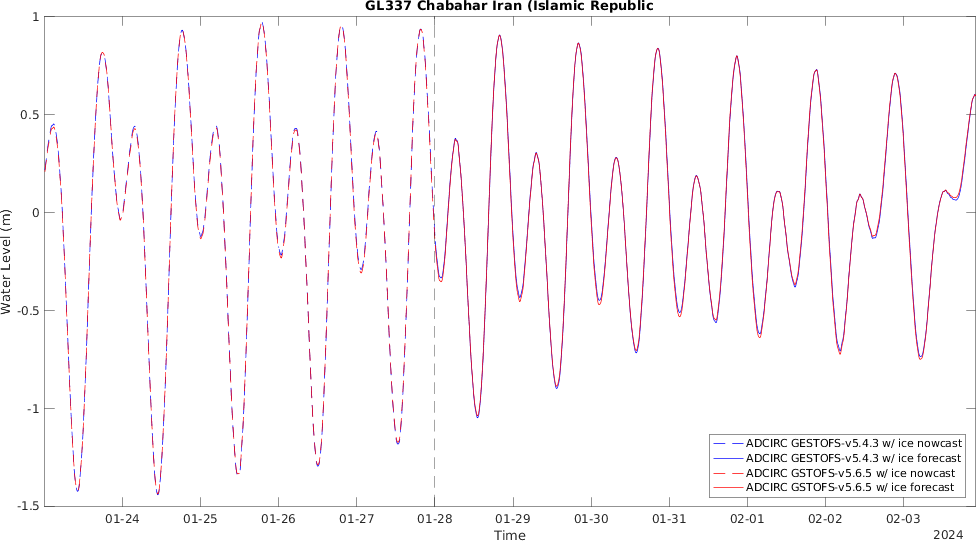 GL337 Chabahar Iran (Islamic Republic
1
0.5
0
-0.5
-1
-1.5
Water Level (m)
ADCIRC GESTOFS-v5.4.3 w/ ice nowcast
ADCIRC GESTOFS-v5.4.3 w/ ice forecast
ADCIRC GSTOFS-v5.6.5 w/ ice nowcast
ADCIRC GSTOFS-v5.6.5 w/ ice forecast
01-24 01-25 01-26 01-27 01-28 01-29 01-30 01-31 02-01 02-02 02-03
Time
2024